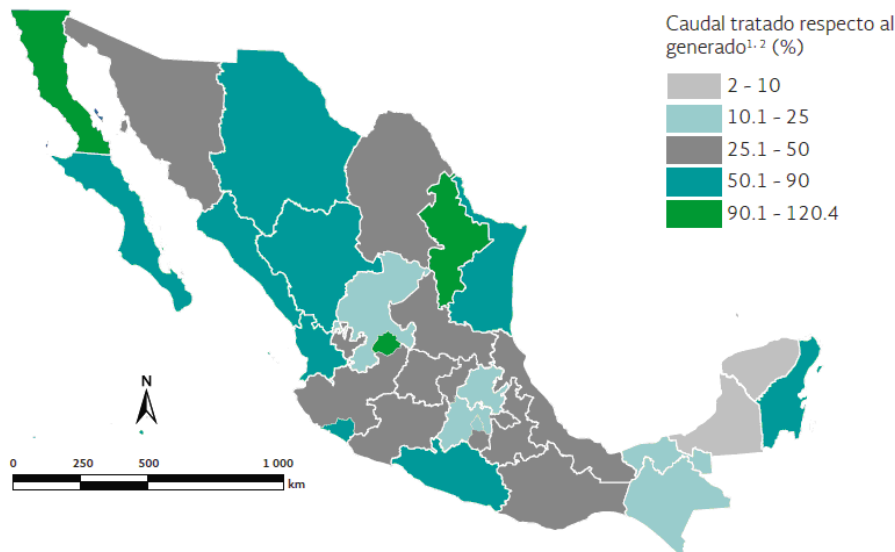 Caudal tratado respecto al
generado¹·² (%)
2 - 10
10.1 - 25
25.1 - 50
50.1 - 90
90.1 - 120.4
N
0 250 500 1 000
km